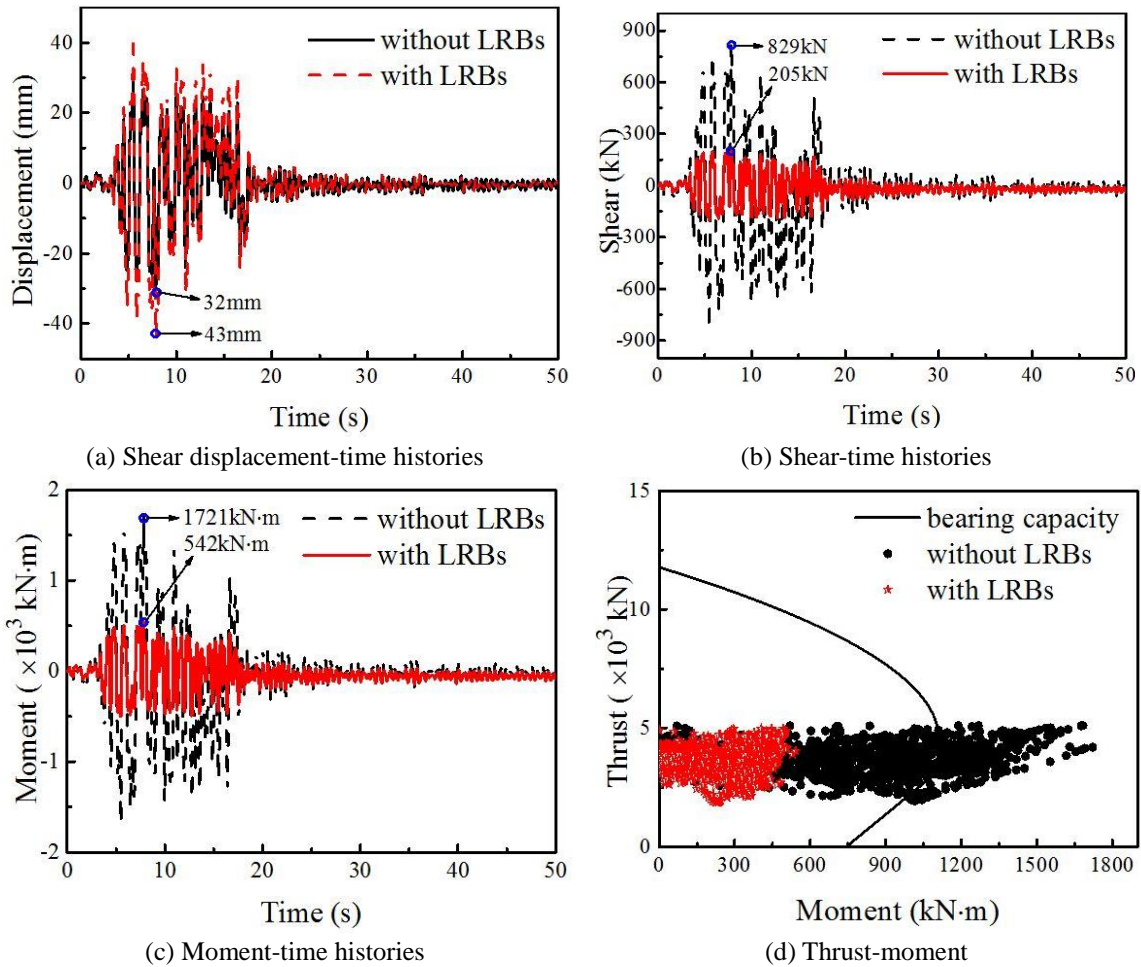 without LRBs
with LRBs
32mm
43mm
40
20
0
-20
-40
Displacement (mm)
0
10
20
30
40
50
Time (s)
(a) Shear displacement-time histories
829kN
205kN
without LRBs
with LRBs
900
600
300
0
-300
-600
-900
Shear (kN)
0
10
20
30
40
50
Time (s)
(b) Shear-time histories
1721kN·m
542kN·m
without LRBs
with LRBs
2
1
0
-1
-2
Moment ( ×10³ kN·m)
0
10
20
30
40
50
Time (s)
(c) Moment-time histories
bearing capacity
without LRBs
with LRBs
15
10
5
0
Thrust ( ×10³ kN)
0
300
600
900
1200
1500
1800
Moment (kN·m)
(d) Thrust-moment